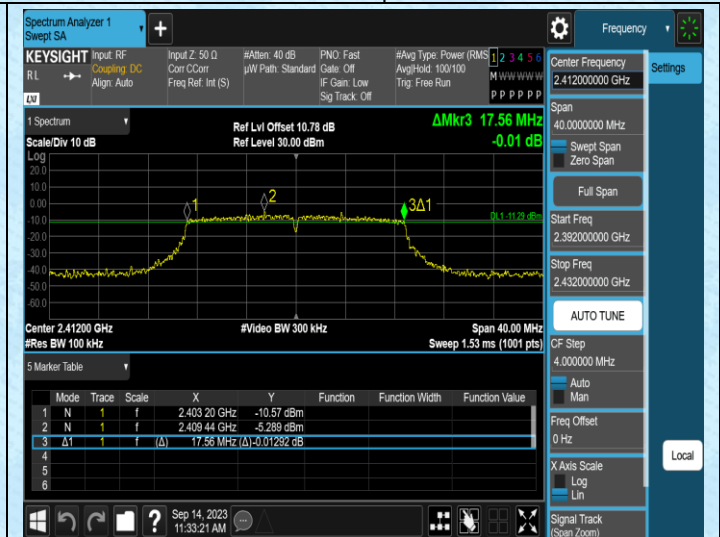 Spectrum Analyzer 1
Swept SA
Frequency
KEYSIGHT
RL
LXI
Input: RF
Coupling: DC
Align: Auto
Input Z: 50 Ω
Corr CCorr
Freq Ref: Int (S)
#Atten: 40 dB
µW Path: Standard
PNO: Fast
Gate: Off
IF Gain: Low
Sig Track: Off
#Avg Type: Power (RMS
Avg|Hold: 100/100
Trig: Free Run
1 2 3 4 5 6
M W W W W W
P P P P P P
1 Spectrum
Scale/Div 10 dB
Ref Lvl Offset 10.78 dB
Ref Level 30.00 dBm
ΔMkr3 17.56 MHz
-0.01 dB
Log
20.0
10.0
0.00
-10.0
-20.0
-30.0
-40.0
-50.0
-60.0
1
2
3Δ1
DL1 -11.29 dBm
Center 2.41200 GHz
#Res BW 100 kHz
#Video BW 300 kHz
Span 40.00 MHz
Sweep 1.53 ms (1001 pts)
5 Marker Table
Mode Trace Scale X Y Function Function Width Function Value
1 N 1 f 2.403 20 GHz -10.57 dBm
2 N 1 f 2.409 44 GHz -5.289 dBm
3 Δ1 1 f (Δ) 17.56 MHz (Δ) -0.01292 dB
4
5
6
Sep 14, 2023
11:33:21 AM
Center Frequency
2.412000000 GHz
Settings
Span
40.0000000 MHz
Swept Span
Zero Span
Full Span
Start Freq
2.392000000 GHz
Stop Freq
2.432000000 GHz
AUTO TUNE
CF Step
4.000000 MHz
Auto
Man
Freq Offset
0 Hz
X Axis Scale
Log
Lin
Signal Track
(Span Zoom)
Local